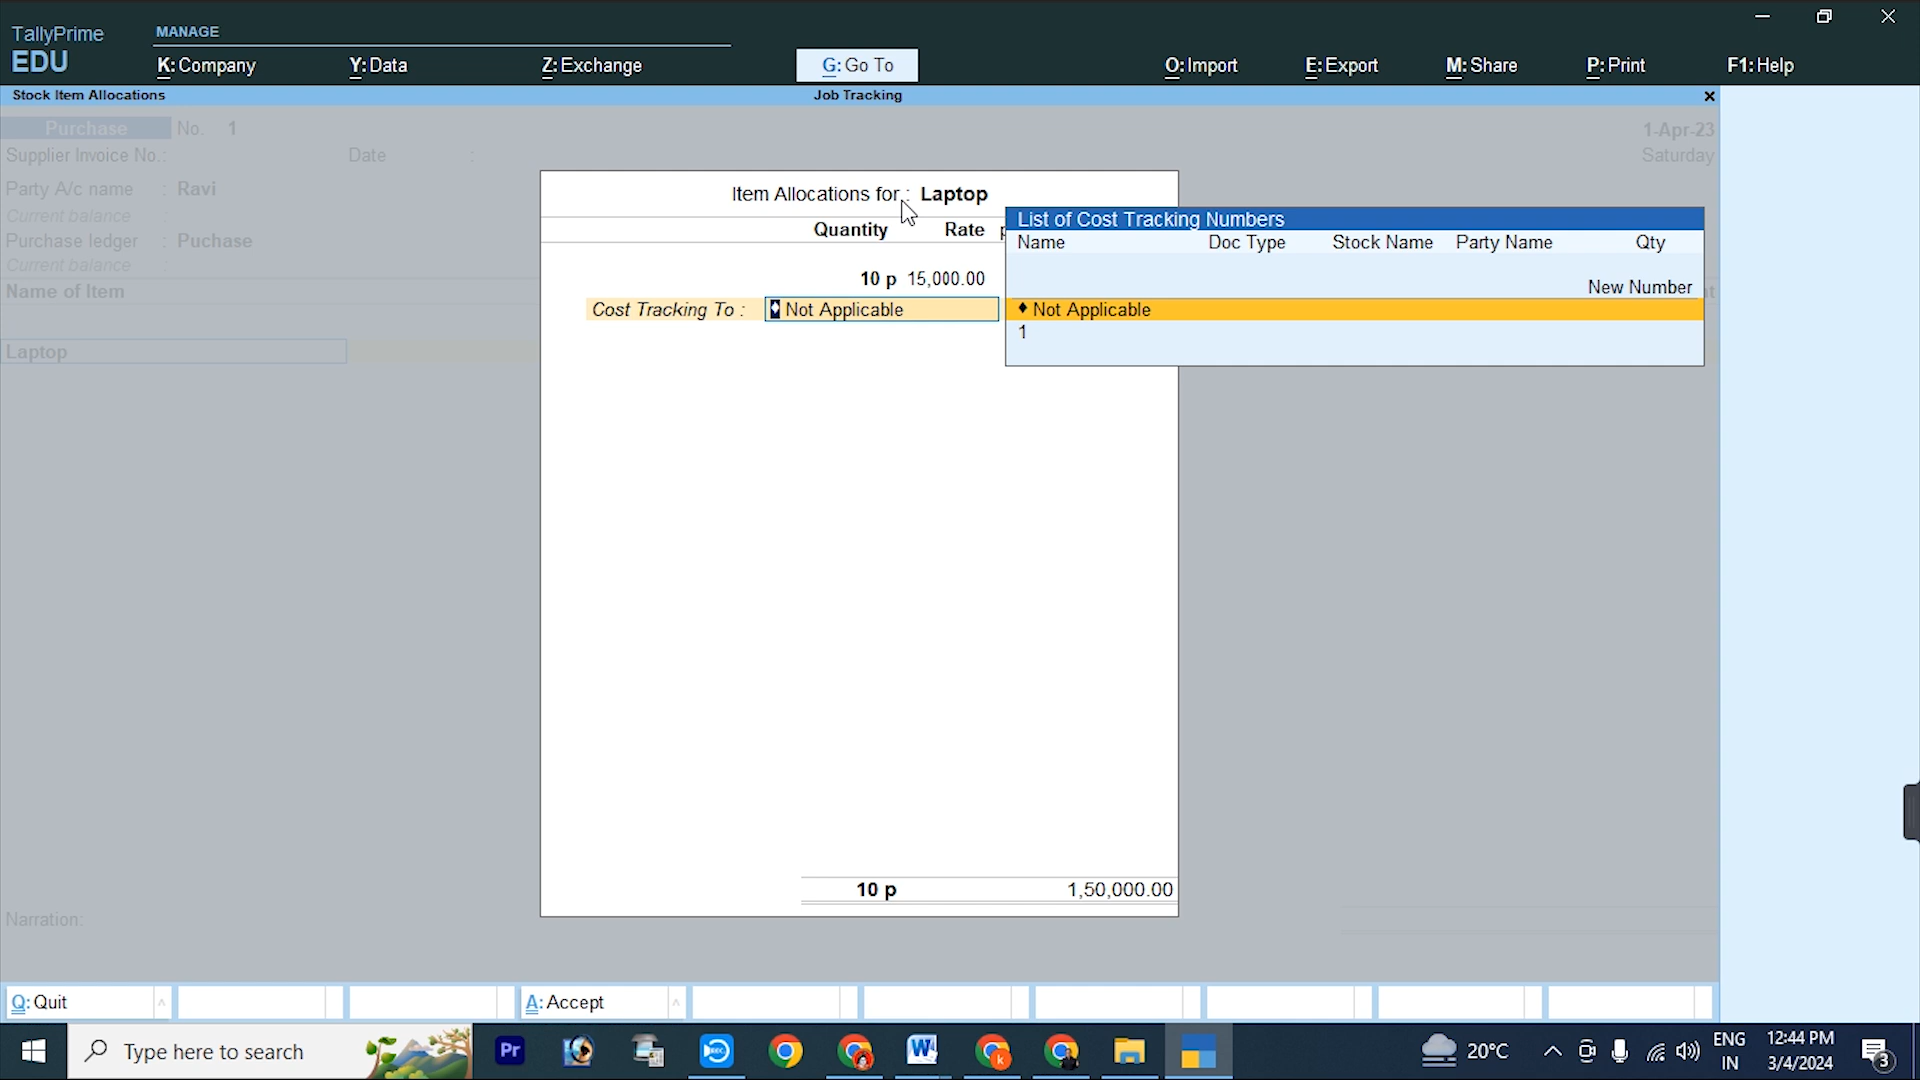 TallyPrime
EDU
MANAGE
K: Company
Y: Data
Z: Exchange
G: Go To
O: Import
E: Export
M: Share
P: Print
F1: Help
Stock Item Allocations
Job Tracking
Purchase No. 1
1-Apr-23
Supplier Invoice No.: Date :
Saturday
Party A/c name : Ravi
Current balance :
Purchase ledger : Puchase
Current balance :
Name of Item
Laptop
Item Allocations for : Laptop
Quantity Rate
10 p 15,000.00
Cost Tracking To : ♦ Not Applicable
List of Cost Tracking Numbers
Name Doc Type Stock Name Party Name Qty
New Number
♦ Not Applicable
1
10 p 1,50,000.00
Narration:
Q: Quit
A: Accept
Type here to search
Pr
REC
W
k
20°C
ENG
IN
12:44 PM
3/4/2024
3